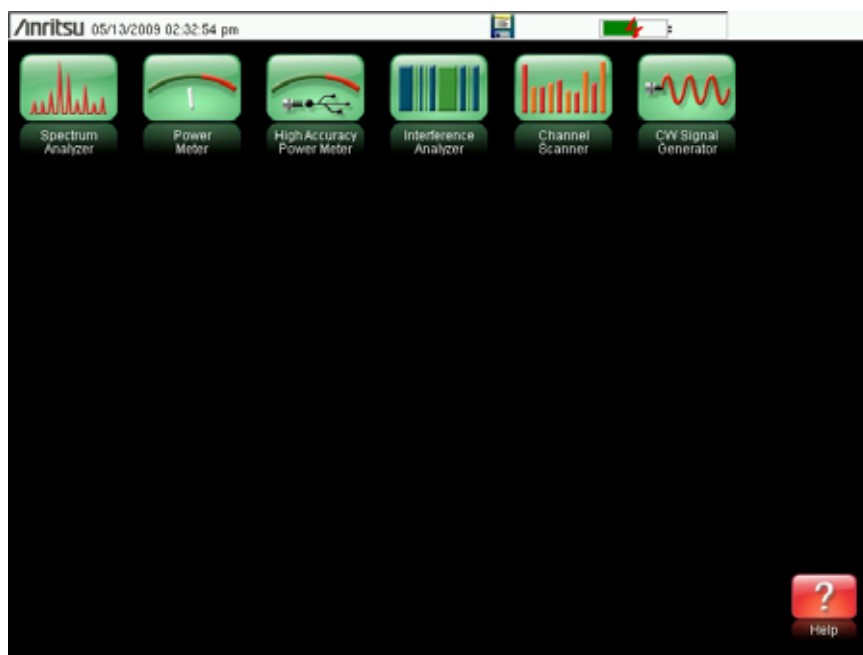 Anritsu 05/13/2009 02:32:54 pm
Spectrum
Analyzer
Power
Meter
High Accuracy
Power Meter
Interference
Analyzer
Channel
Scanner
CW Signal
Generator
?
Help